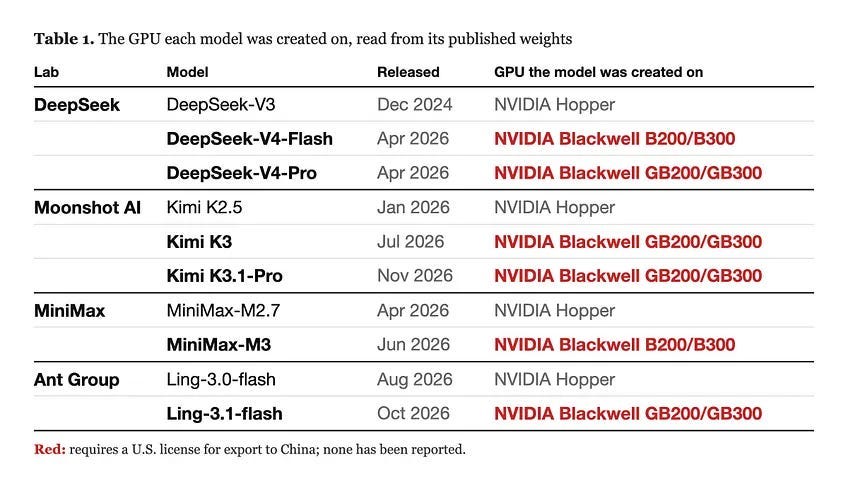 Table 1. The GPU each model was created on, read from its published weights
Lab Model Released GPU the model was created on
DeepSeek DeepSeek-V3 Dec 2024 NVIDIA Hopper
DeepSeek-V4-Flash Apr 2026 NVIDIA Blackwell B200/B300
DeepSeek-V4-Pro Apr 2026 NVIDIA Blackwell GB200/GB300
Moonshot AI Kimi K2.5 Jan 2026 NVIDIA Hopper
Kimi K3 Jul 2026 NVIDIA Blackwell GB200/GB300
Kimi K3.1-Pro Nov 2026 NVIDIA Blackwell GB200/GB300
MiniMax MiniMax-M2.7 Apr 2026 NVIDIA Hopper
MiniMax-M3 Jun 2026 NVIDIA Blackwell B200/B300
Ant Group Ling-3.0-flash Aug 2026 NVIDIA Hopper
Ling-3.1-flash Oct 2026 NVIDIA Blackwell GB200/GB300
Red: requires a U.S. license for export to China; none has been reported.